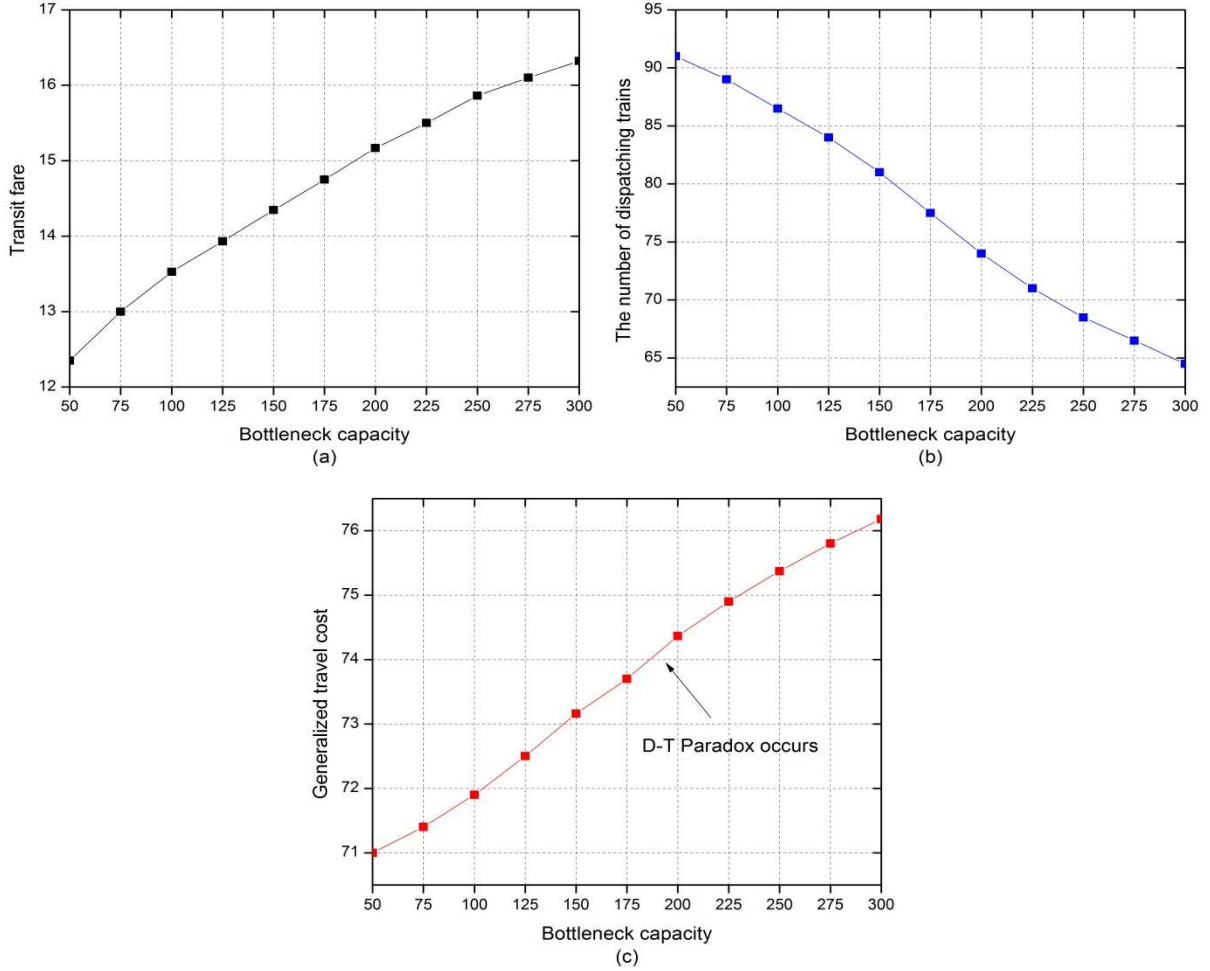 17
16
15
14
13
12
Transit fare
50 75 100 125 150 175 200 225 250 275 300
Bottleneck capacity
(a)
95
90
85
80
75
70
65
The number of dispatching trains
50 75 100 125 150 175 200 225 250 275 300
Bottleneck capacity
(b)
76
75
74
73
72
71
Generalized travel cost
D-T Paradox occurs
50 75 100 125 150 175 200 225 250 275 300
Bottleneck capacity
(c)